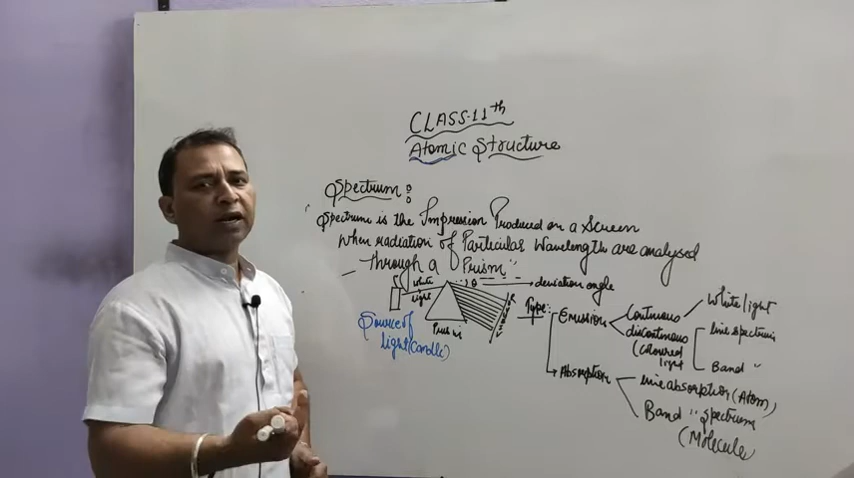 CLASS-11th
Atomic Structure
Spectrum :
Spectrum is the Impression Produced on a Screen
when radiation of Particular Wavelength are analysed
through a Prism"
white
light
θ
deviation angle
Prism
R
V
Source of
light (Candle)
Type:
Emission
Continuous
White light
discontinuous
(coloured
light
line spectrum
Band "
Absorption
line absorption (Atom)
Band " Spectrum
(Molecule